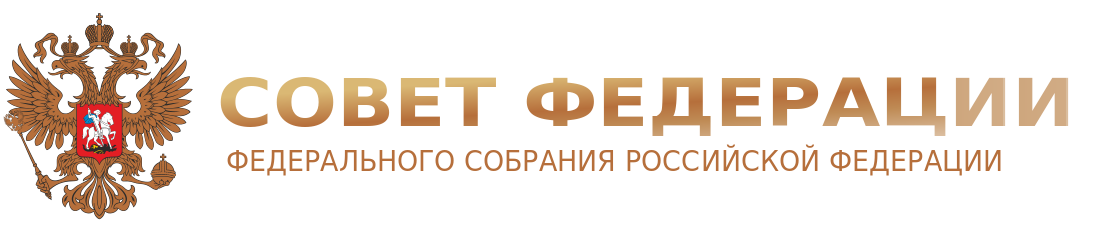 СОВЕТ ФЕДЕРАЦИИ
ФЕДЕРАЛЬНОГО СОБРАНИЯ РОССИЙСКОЙ ФЕДЕРАЦИИ